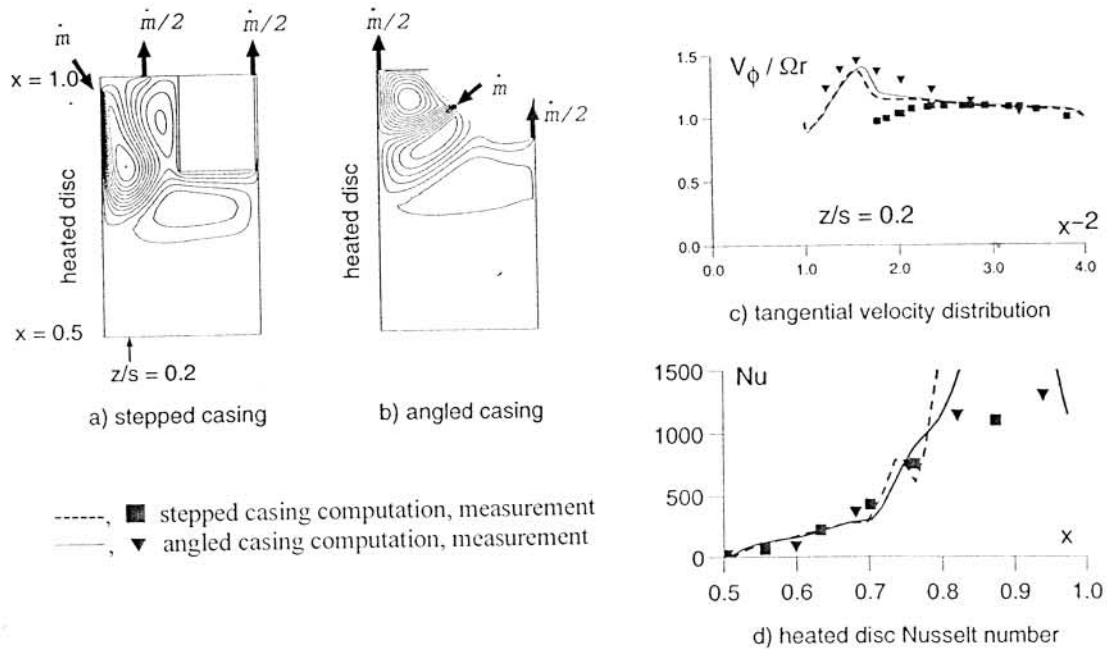 ṁ
ṁ/2
ṁ/2
x = 1.0
heated disc
x = 0.5
z/s = 0.2
a) stepped casing
ṁ/2
ṁ
ṁ/2
heated disc
b) angled casing
-----, ■ stepped casing computation, measurement
——, ▼ angled casing computation, measurement
1.5
1.0
0.5
0.0
V_ϕ / Ωr
z/s = 0.2
x⁻²
0.0 1.0 2.0 3.0 4.0
c) tangential velocity distribution
1500
1000
500
0
Nu
x
0.5 0.6 0.7 0.8 0.9 1.0
d) heated disc Nusselt number